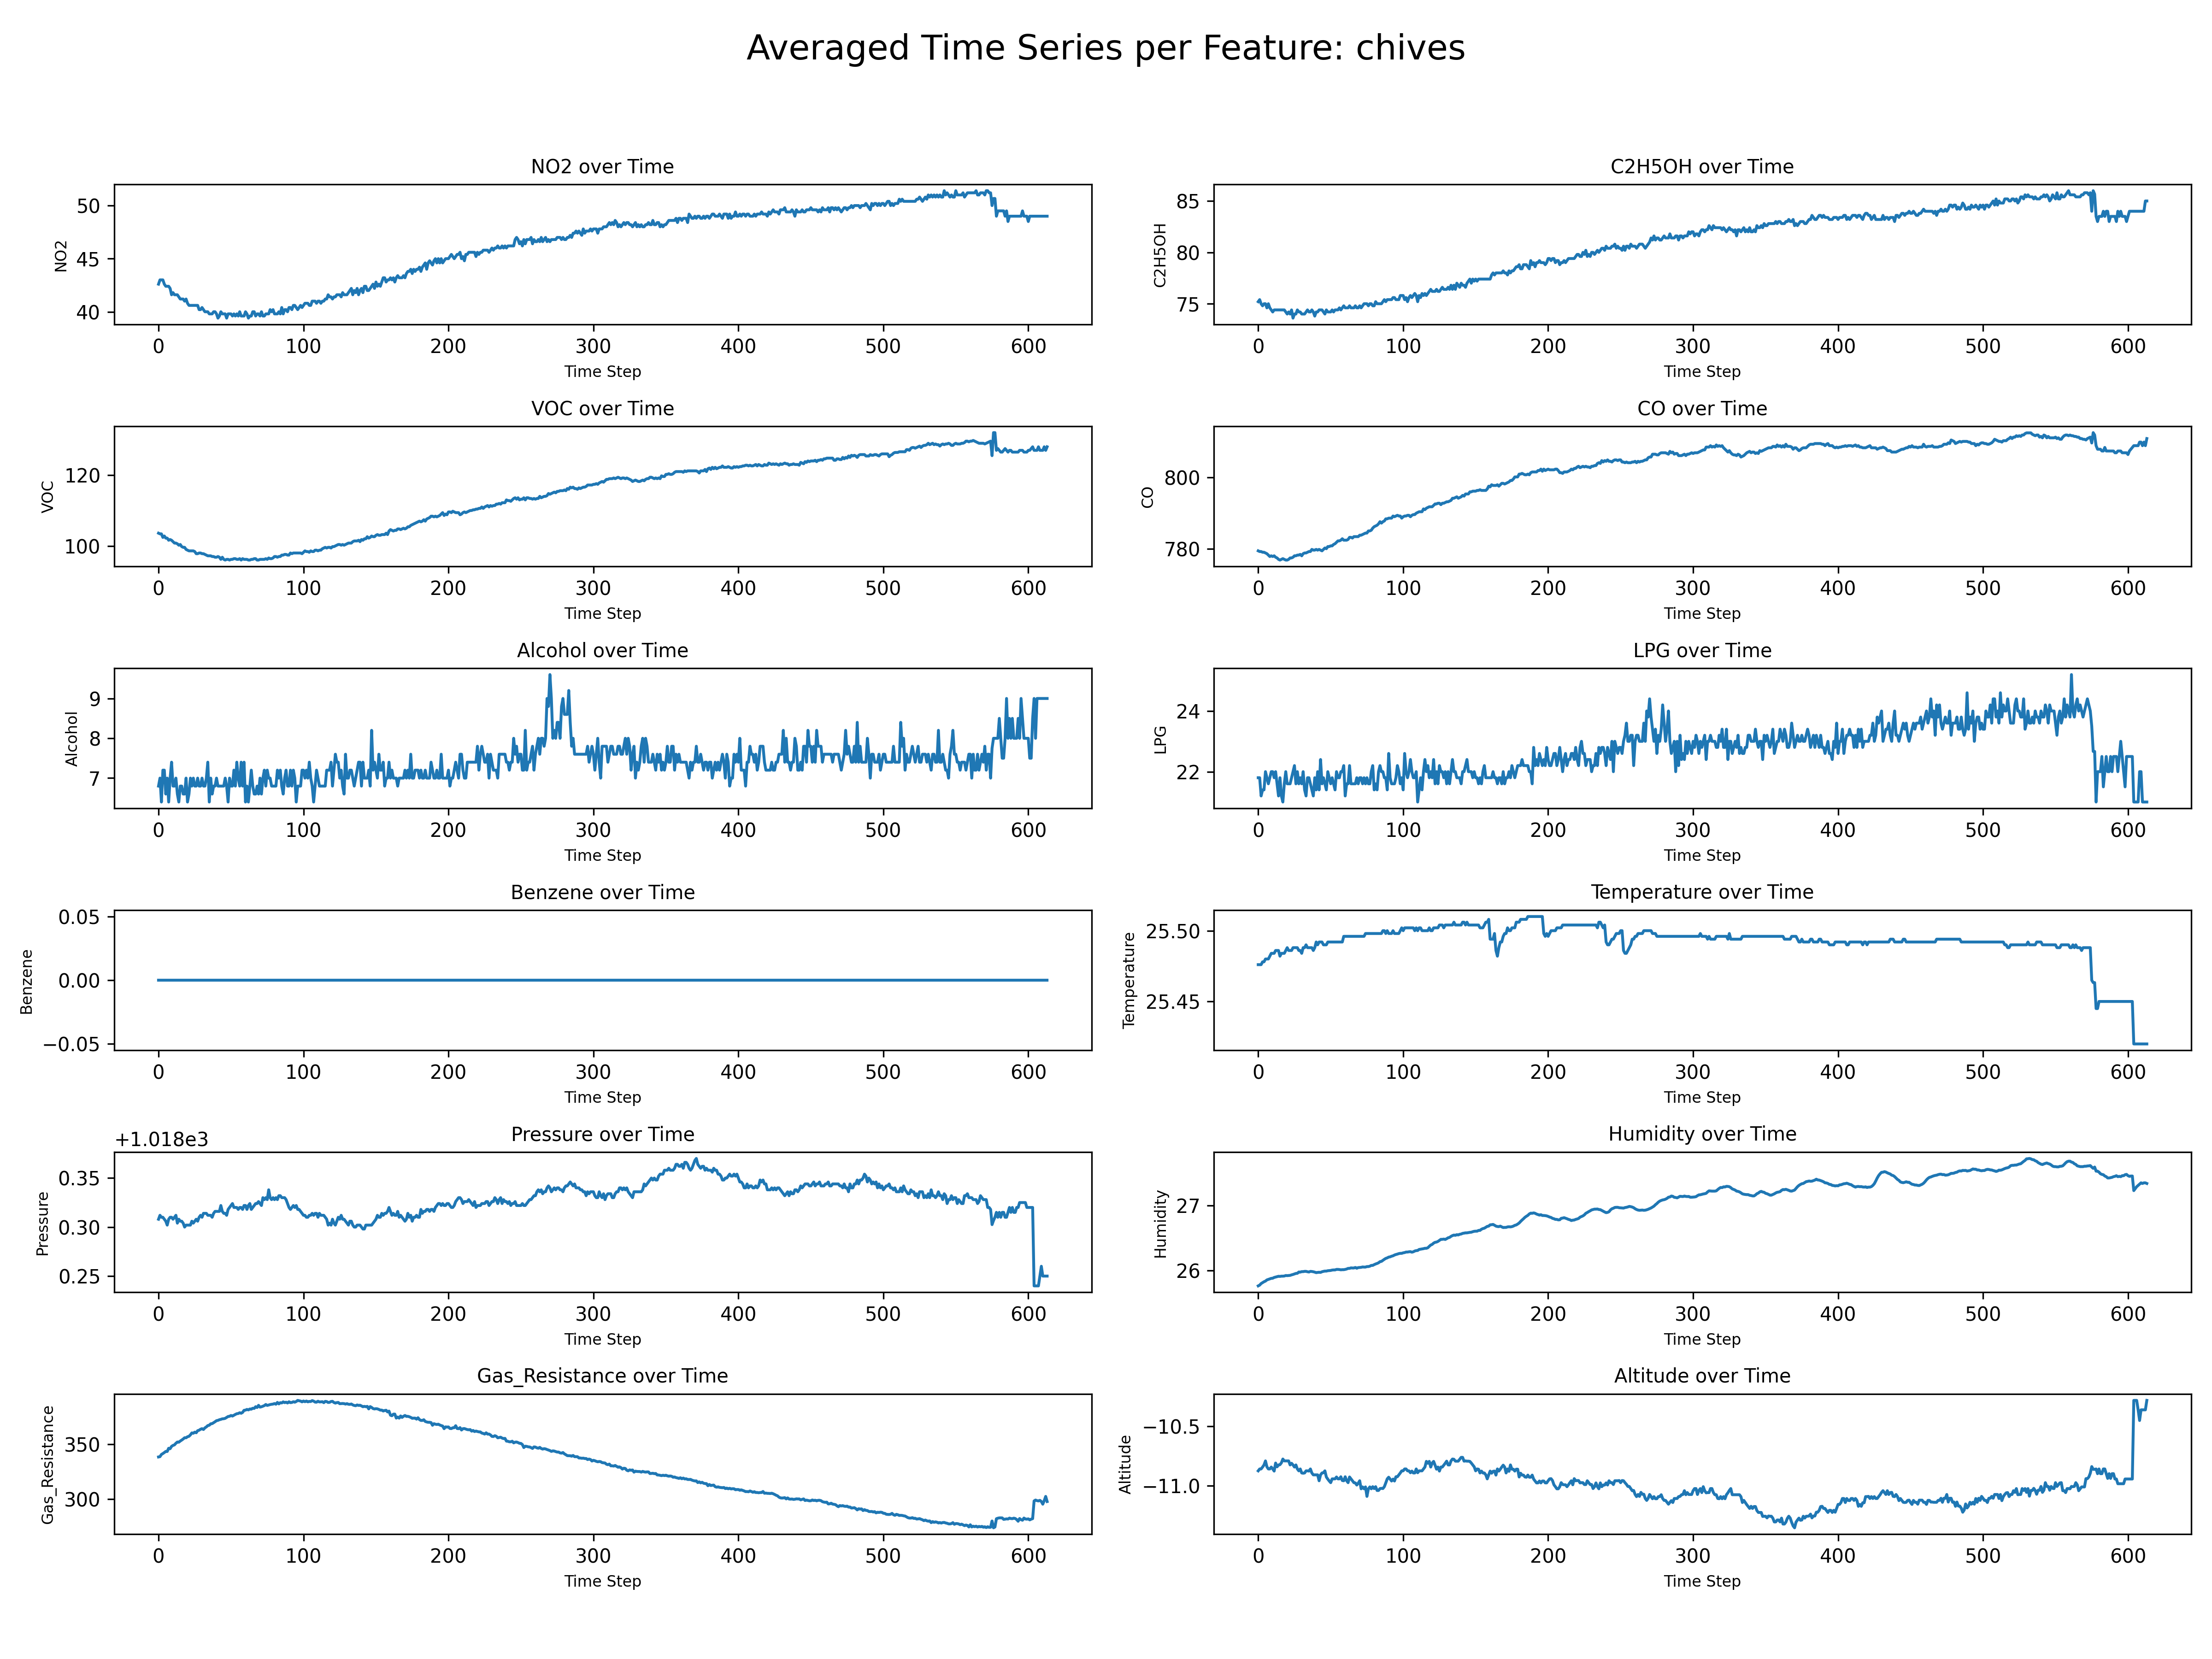 Averaged Time Series per Feature: chives
NO2 over Time
NO2
50
45
40
0 100 200 300 400 500 600
Time Step
C2H5OH over Time
C2H5OH
85
80
75
0 100 200 300 400 500 600
Time Step
VOC over Time
VOC
120
100
0 100 200 300 400 500 600
Time Step
CO over Time
CO
800
780
0 100 200 300 400 500 600
Time Step
Alcohol over Time
Alcohol
9
8
7
0 100 200 300 400 500 600
Time Step
LPG over Time
LPG
24
22
0 100 200 300 400 500 600
Time Step
Benzene over Time
Benzene
0.05
0.00
−0.05
0 100 200 300 400 500 600
Time Step
Temperature over Time
Temperature
25.50
25.45
0 100 200 300 400 500 600
Time Step
Pressure over Time
+1.018e3
Pressure
0.35
0.30
0.25
0 100 200 300 400 500 600
Time Step
Humidity over Time
Humidity
27
26
0 100 200 300 400 500 600
Time Step
Gas_Resistance over Time
Gas_Resistance
350
300
0 100 200 300 400 500 600
Time Step
Altitude over Time
Altitude
−10.5
−11.0
0 100 200 300 400 500 600
Time Step